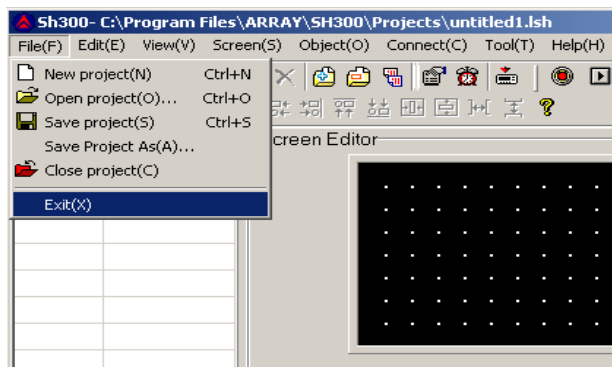 Sh300- C:\Program Files\ARRAY\SH300\Projects\untitled1.lsh
File(F) Edit(E) View(V) Screen(S) Object(O) Connect(C) Tool(T) Help(H)
New project(N) Ctrl+N
Open project(O)... Ctrl+O
Save project(S) Ctrl+S
Save Project As(A)...
Close project(C)
Exit(X)
creen Editor